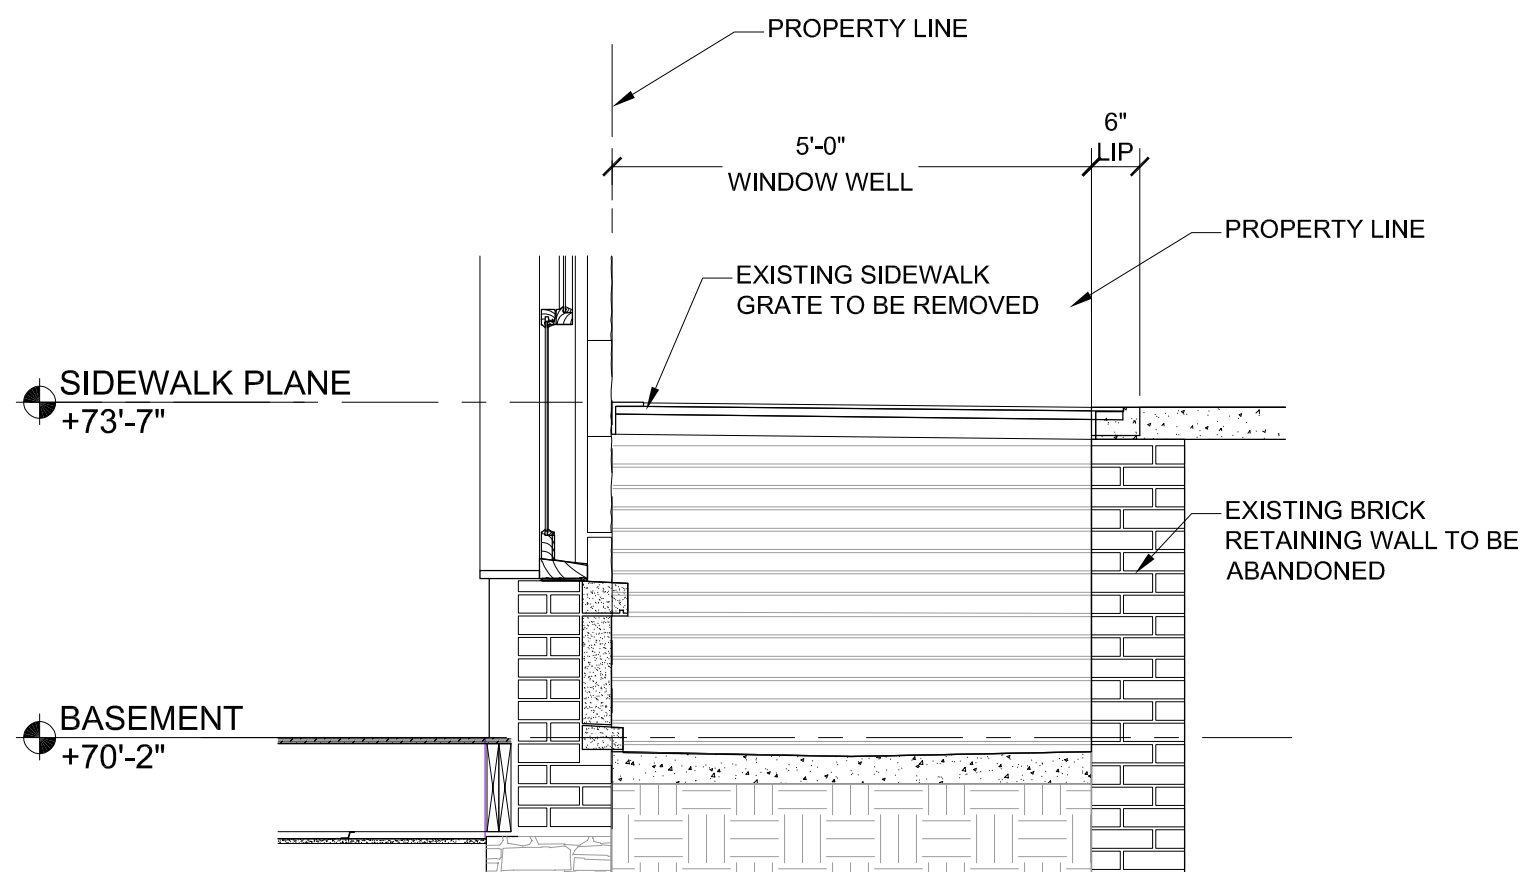 PROPERTY LINE
6"
LIP
5'-0"
WINDOW WELL
PROPERTY LINE
EXISTING SIDEWALK
GRATE TO BE REMOVED
SIDEWALK PLANE
+73'-7"
EXISTING BRICK
RETAINING WALL TO BE
ABANDONED
BASEMENT
+70'-2"